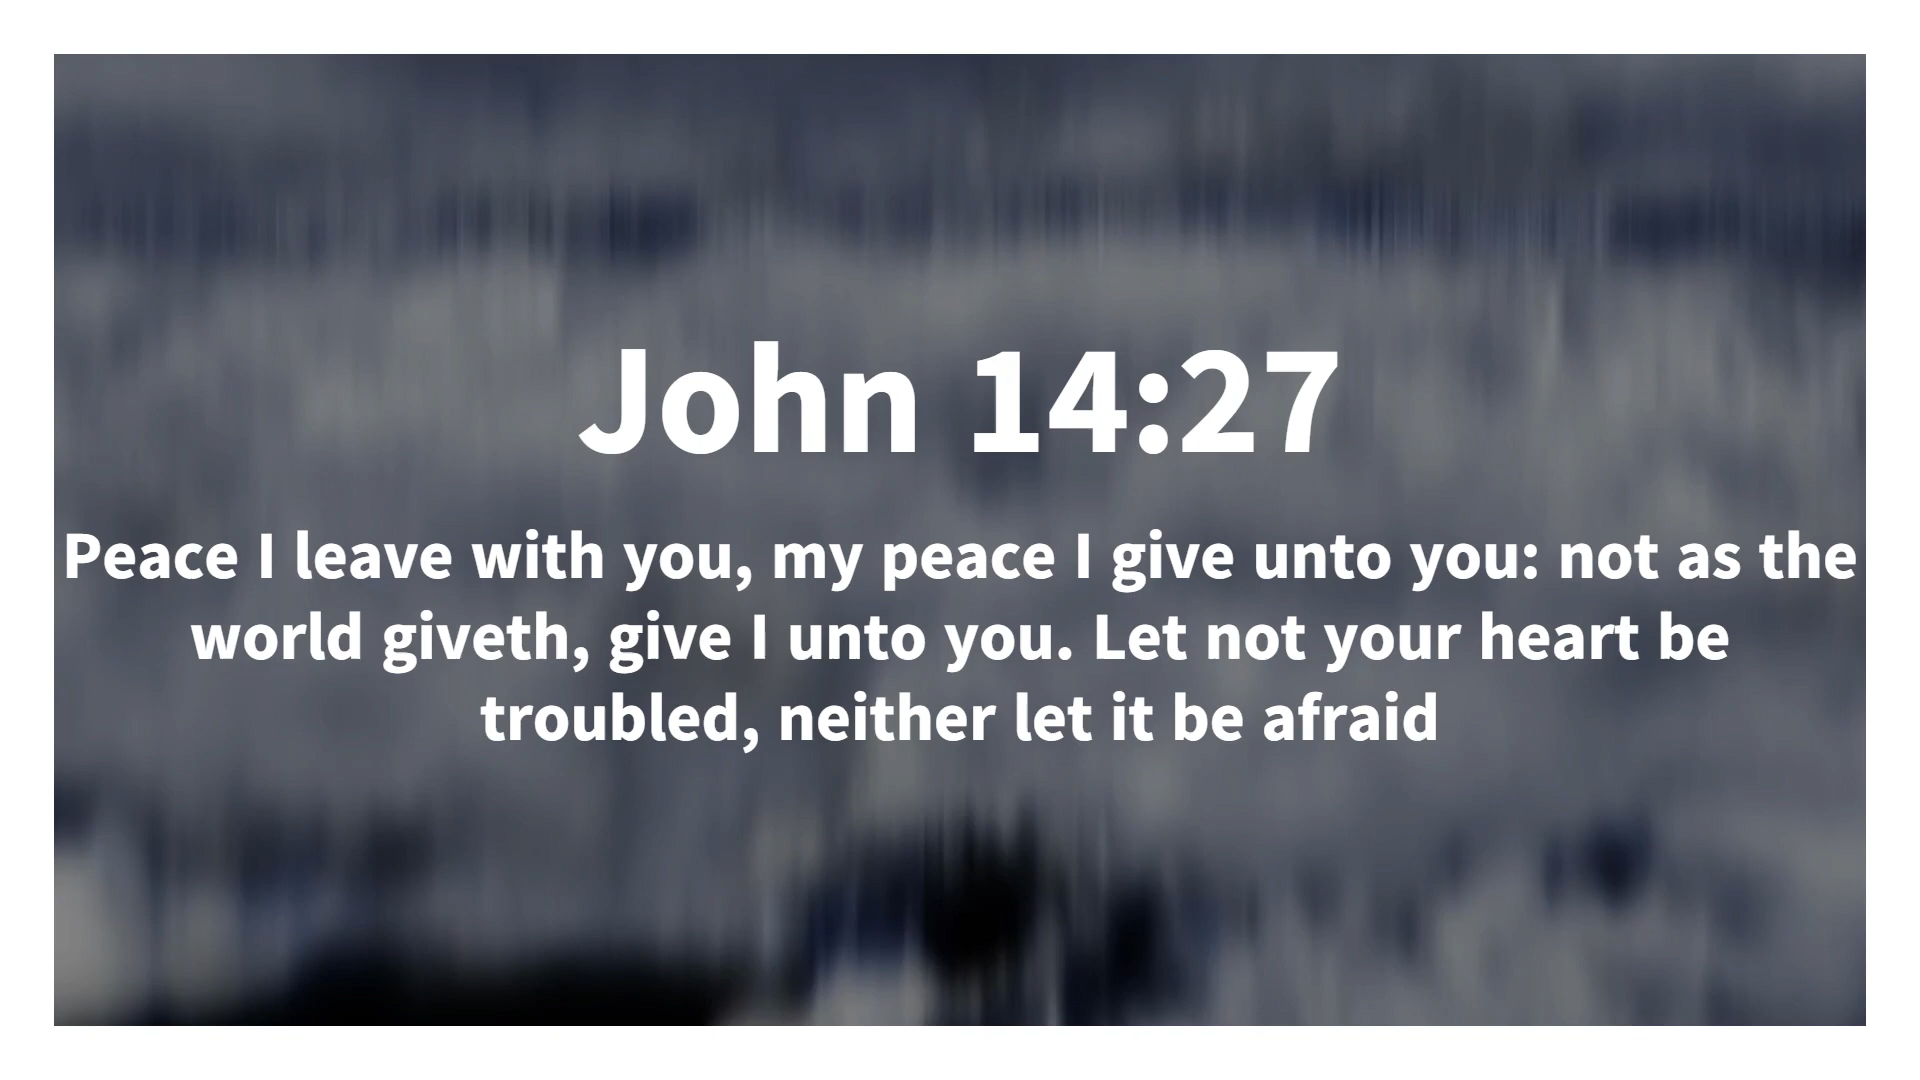 John 14:27
Peace I leave with you, my peace I give unto you: not as the
world giveth, give I unto you. Let not your heart be
troubled, neither let it be afraid